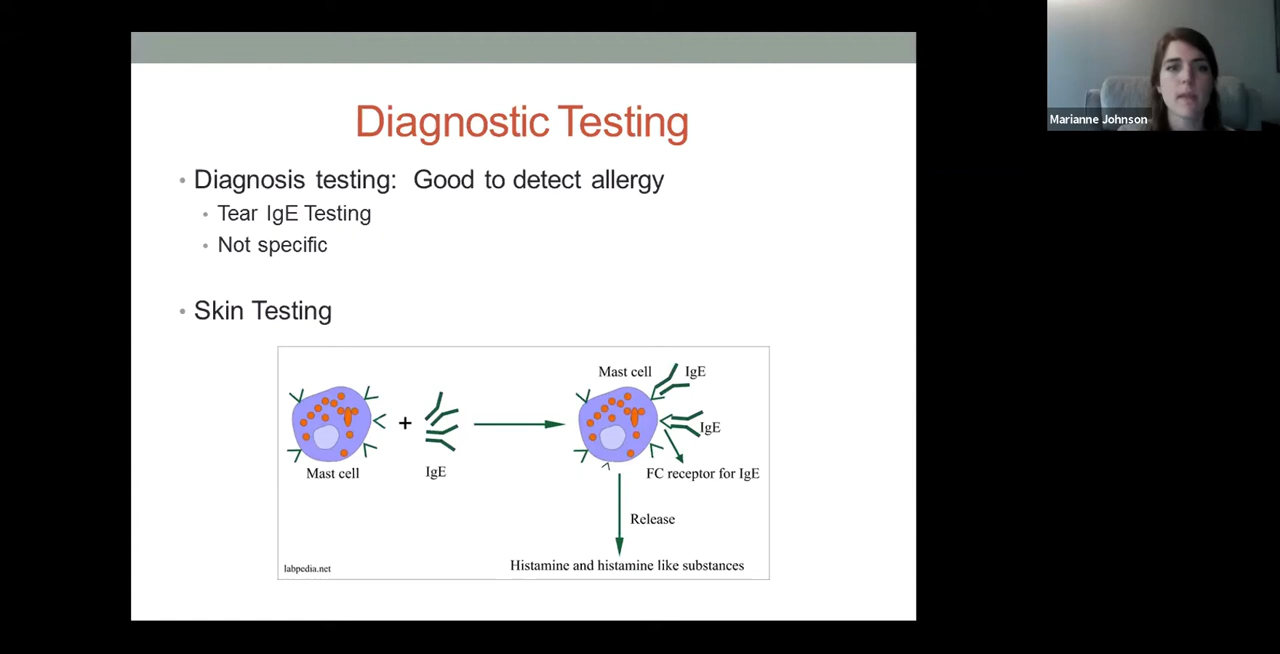 Diagnostic Testing
• Diagnosis testing: Good to detect allergy
• Tear IgE Testing
• Not specific
• Skin Testing
Mast cell
+
IgE
Mast cell
IgE
IgE
FC receptor for IgE
Release
Histamine and histamine like substances
labpedia.net
Marianne Johnson